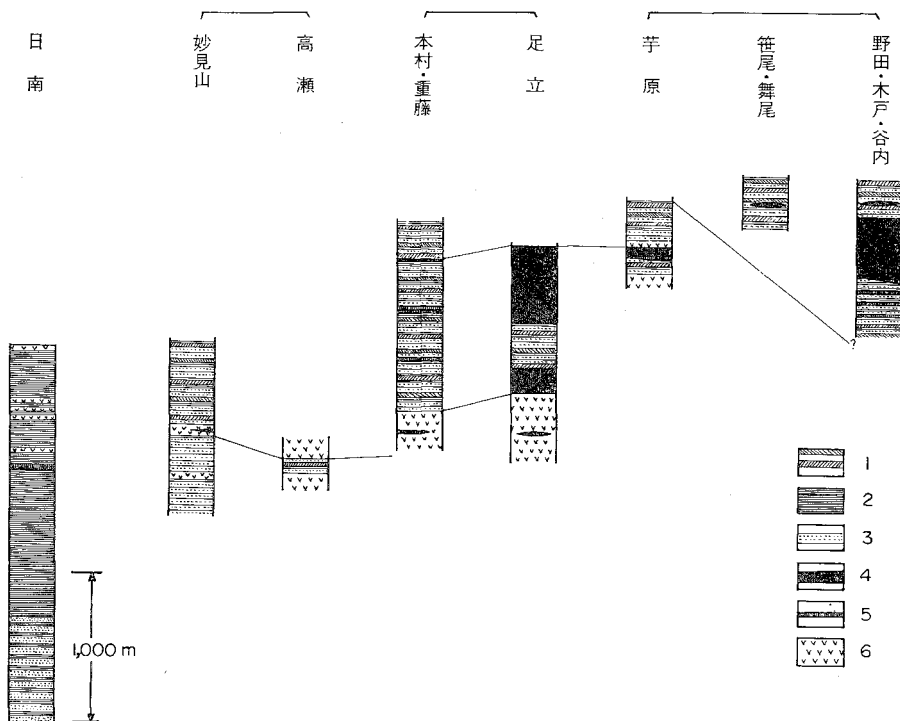 日南
妙見山
高瀬
本村・重藤
足立
芋原
笹尾・舞尾
野田・木戸・谷内
?
1
2
3
4
5
6
1,000 m